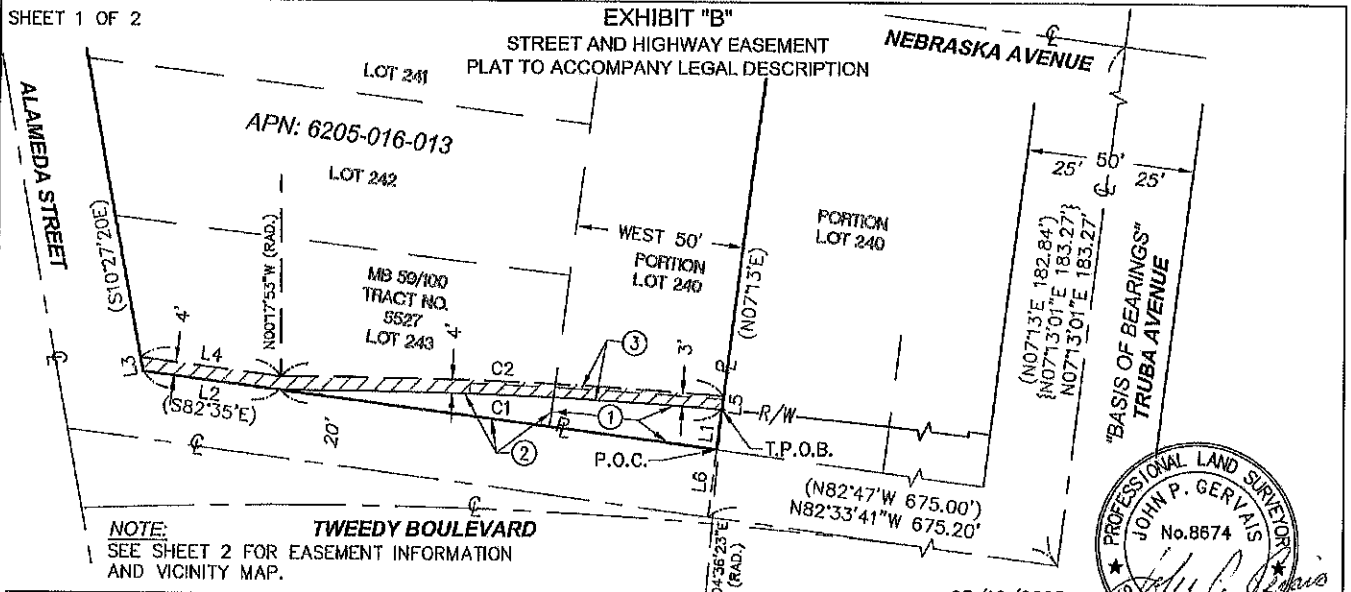 SHEET 1 OF 2
EXHIBIT "B"
STREET AND HIGHWAY EASEMENT
PLAT TO ACCOMPANY LEGAL DESCRIPTION
NEBRASKA AVENUE
ALAMEDA STREET
LOT 241
APN: 6205-016-013
LOT 242
(S10°27'20E)
N00°17'53"W (RAD.)
MB 59/100
TRACT NO.
5527
LOT 243
WEST 50'
PORTION
LOT 240
PORTION
LOT 240
(N07°13'E)
50'
25'
25'
(N07°13'E 182.84')
{N07°13'01"E 183.27'}
N07°13'01"E 183.27'
"BASIS OF BEARINGS"
TRUBA AVENUE
4'
L3
L4
L2
(S82°35'E)
20'
4'
C2
C1
3
3'
1
2
L5
L1
L6
R/W
T.P.O.B.
P.O.C.
(N82°47'W 675.00')
N82°33'41"W 675.20'
04°36'23"E
(RAD.)
TWEEDY BOULEVARD
NOTE:
SEE SHEET 2 FOR EASEMENT INFORMATION
AND VICINITY MAP.
PROFESSIONAL LAND SURVEYOR
JOHN P. GERVAIS
No.8674